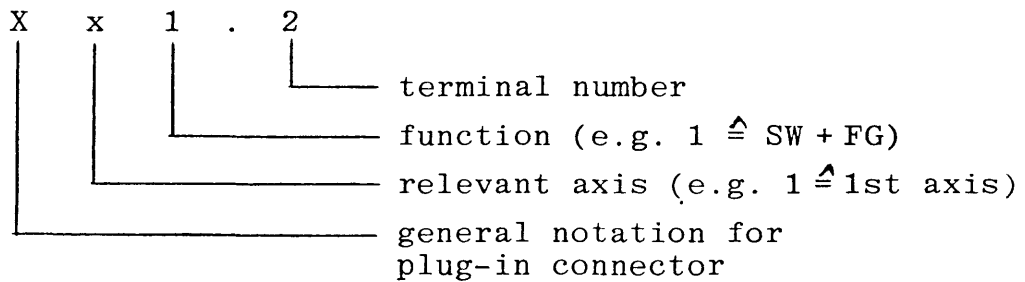 X x 1 . 2
terminal number
function (e.g. 1 ≙ SW + FG)
relevant axis (e.g. 1 ≙ 1st axis)
general notation for
plug-in connector